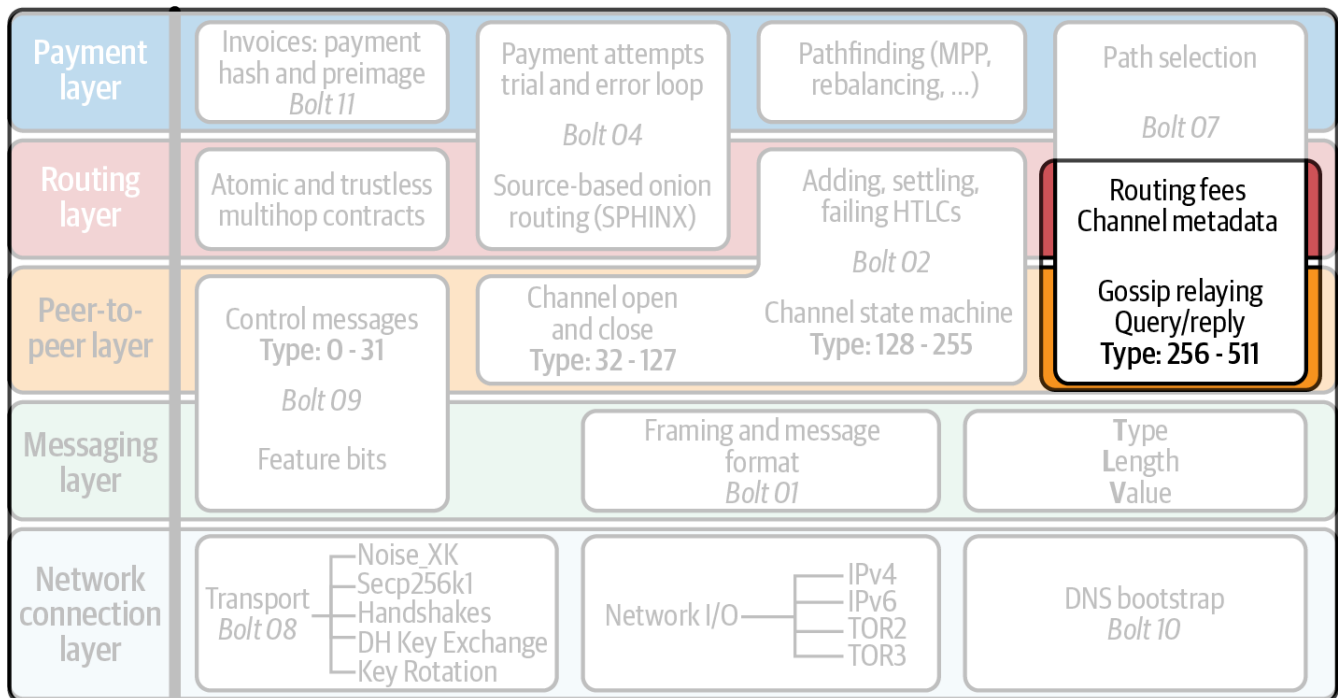 Payment
layer
Invoices: payment
hash and preimage
Bolt 11
Payment attempts
trial and error loop
Bolt 04
Source-based onion
routing (SPHINX)
Pathfinding (MPP,
rebalancing, ...)
Path selection
Bolt 07
Routing fees
Channel metadata
Gossip relaying
Query/reply
Type: 256 - 511
Routing
layer
Atomic and trustless
multihop contracts
Adding, settling,
failing HTLCs
Bolt 02
Channel state machine
Type: 128 - 255
Peer-to-
peer layer
Control messages
Type: 0 - 31
Bolt 09
Feature bits
Channel open
and close
Type: 32 - 127
Messaging
layer
Framing and message
format
Bolt 01
Type
Length
Value
Network
connection
layer
Transport
Bolt 08
Noise_XK
Secp256k1
Handshakes
DH Key Exchange
Key Rotation
Network I/O
IPv4
IPv6
TOR2
TOR3
DNS bootstrap
Bolt 10